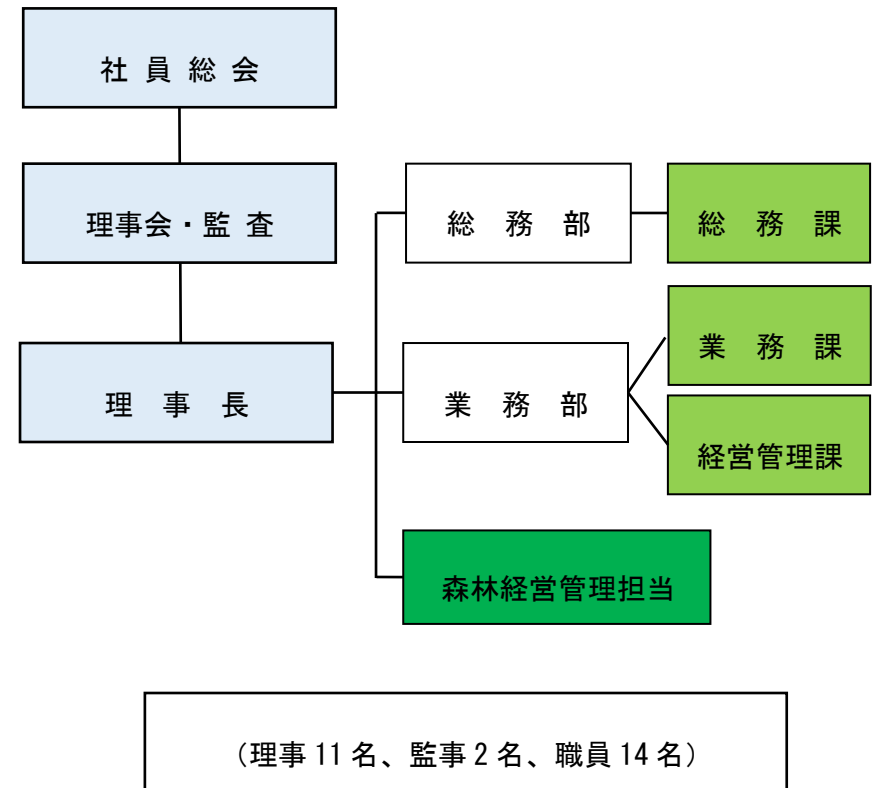 社員総会
理事会・監査
総務部
総務課
業務課
理事長
業務部
経営管理課
森林経営管理担当
（理事11名、監事2名、職員14名）